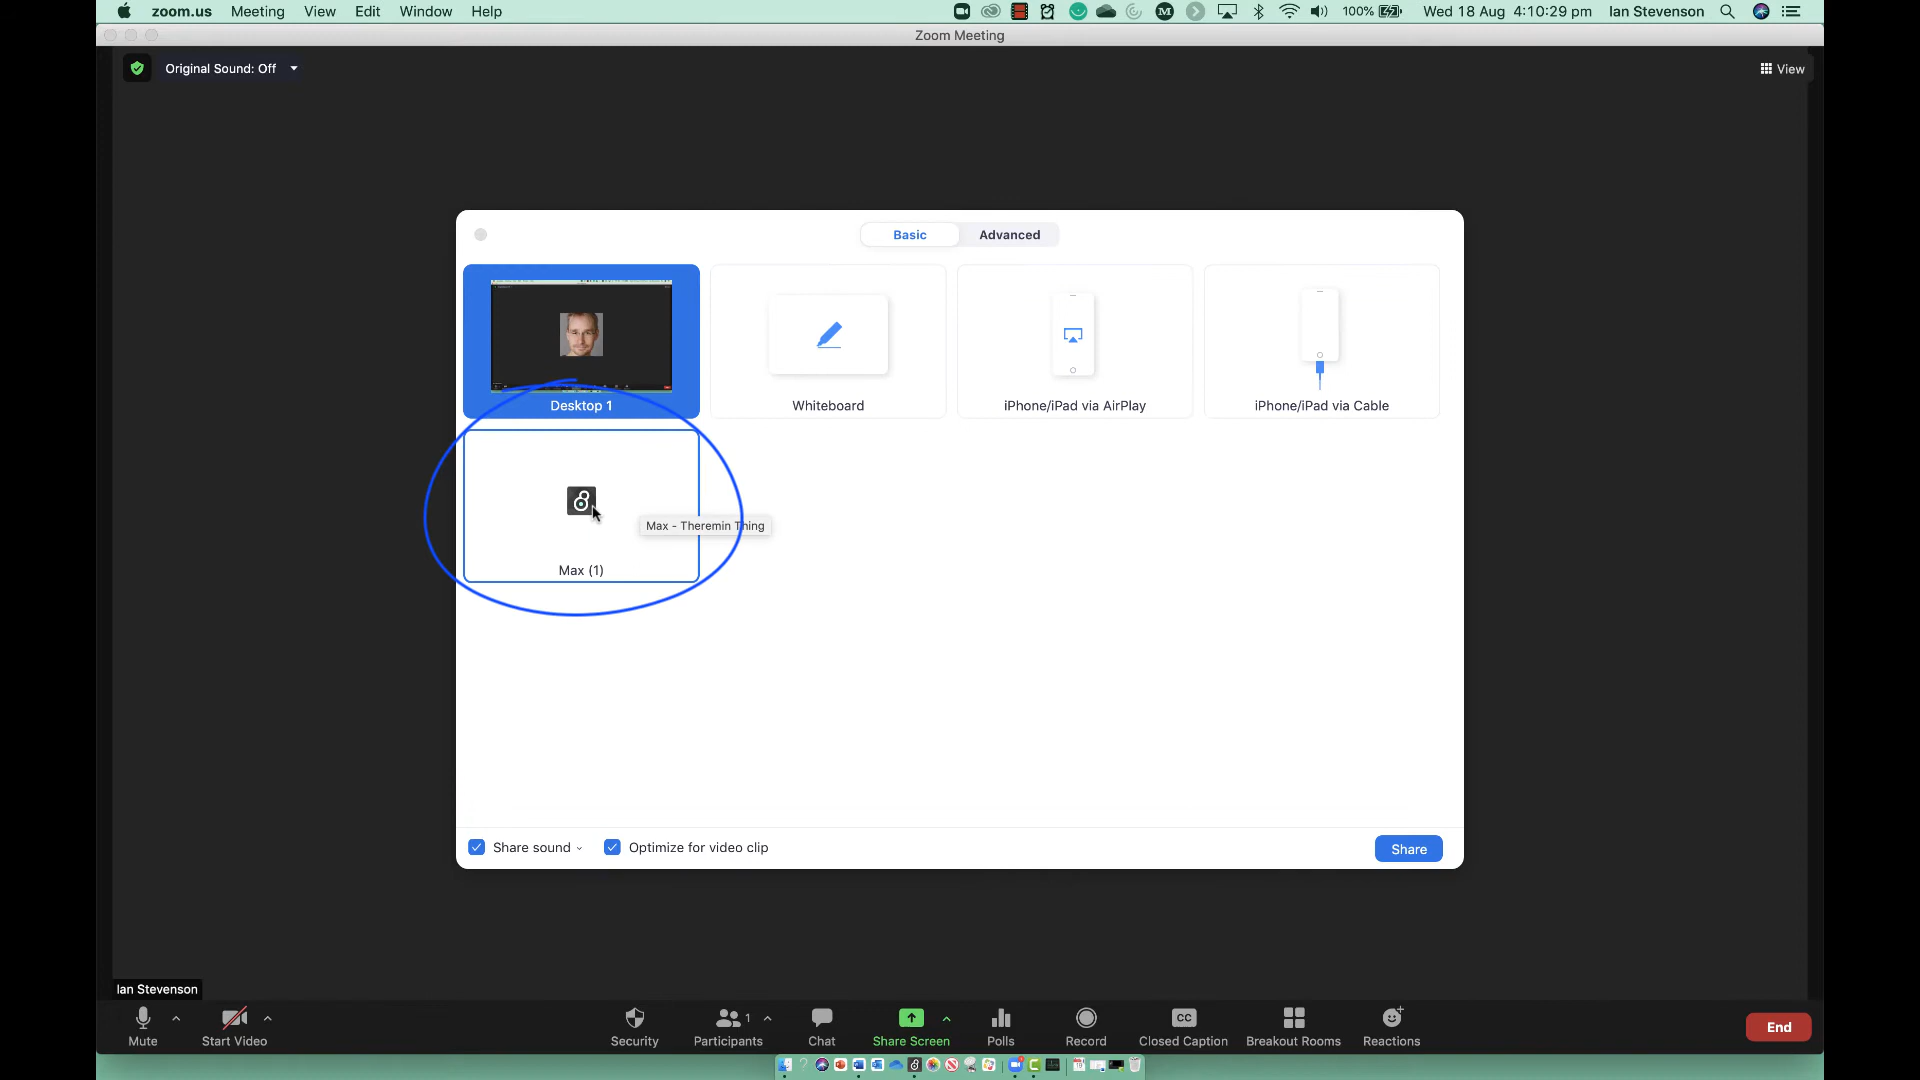 zoom.us Meeting View Edit Window Help 100% Wed 18 Aug 4:10:29 pm Ian Stevenson
Zoom Meeting
Original Sound: Off
View
Basic Advanced
Desktop 1
Whiteboard
iPhone/iPad via AirPlay
iPhone/iPad via Cable
Max - Theremin Thing
Max (1)
Share sound
Optimize for video clip
Share
Ian Stevenson
Mute
Start Video
Security
1
Participants
Chat
Share Screen
Polls
Record
CC
Closed Caption
Breakout Rooms
Reactions
End